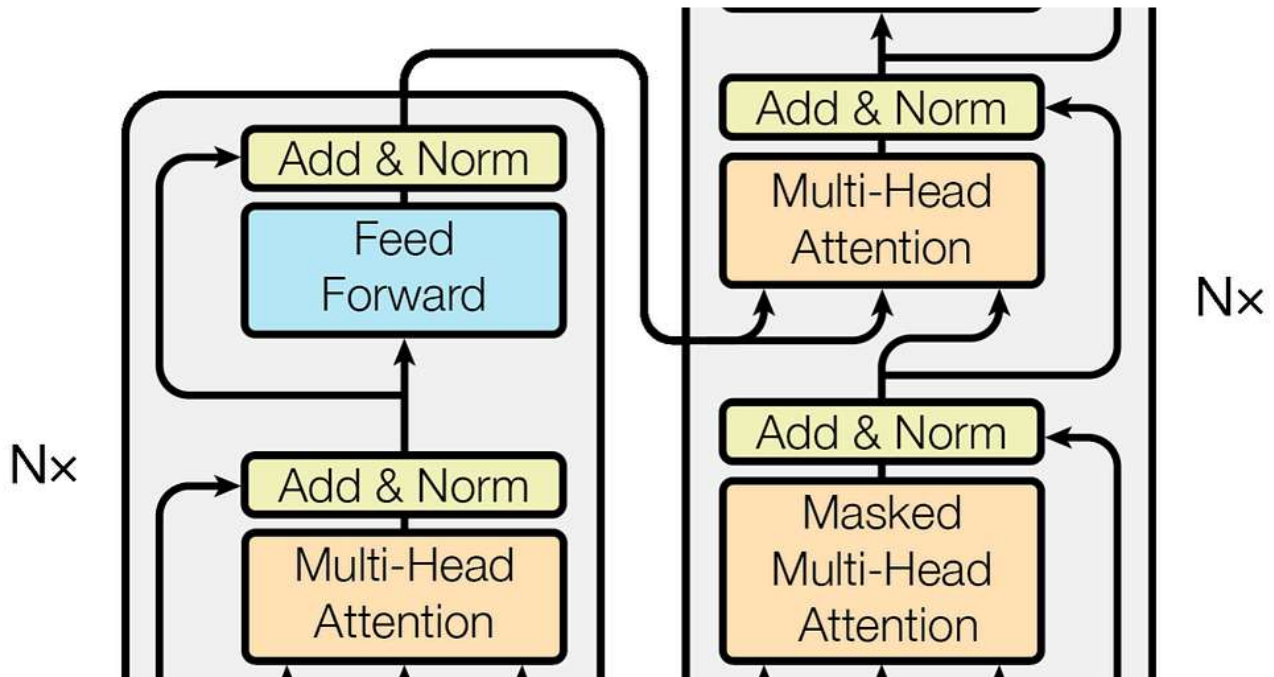 Add & Norm
Feed
Forward
Add & Norm
Multi-Head
Attention
Nx
Add & Norm
Multi-Head
Attention
Add & Norm
Masked
Multi-Head
Attention
Nx